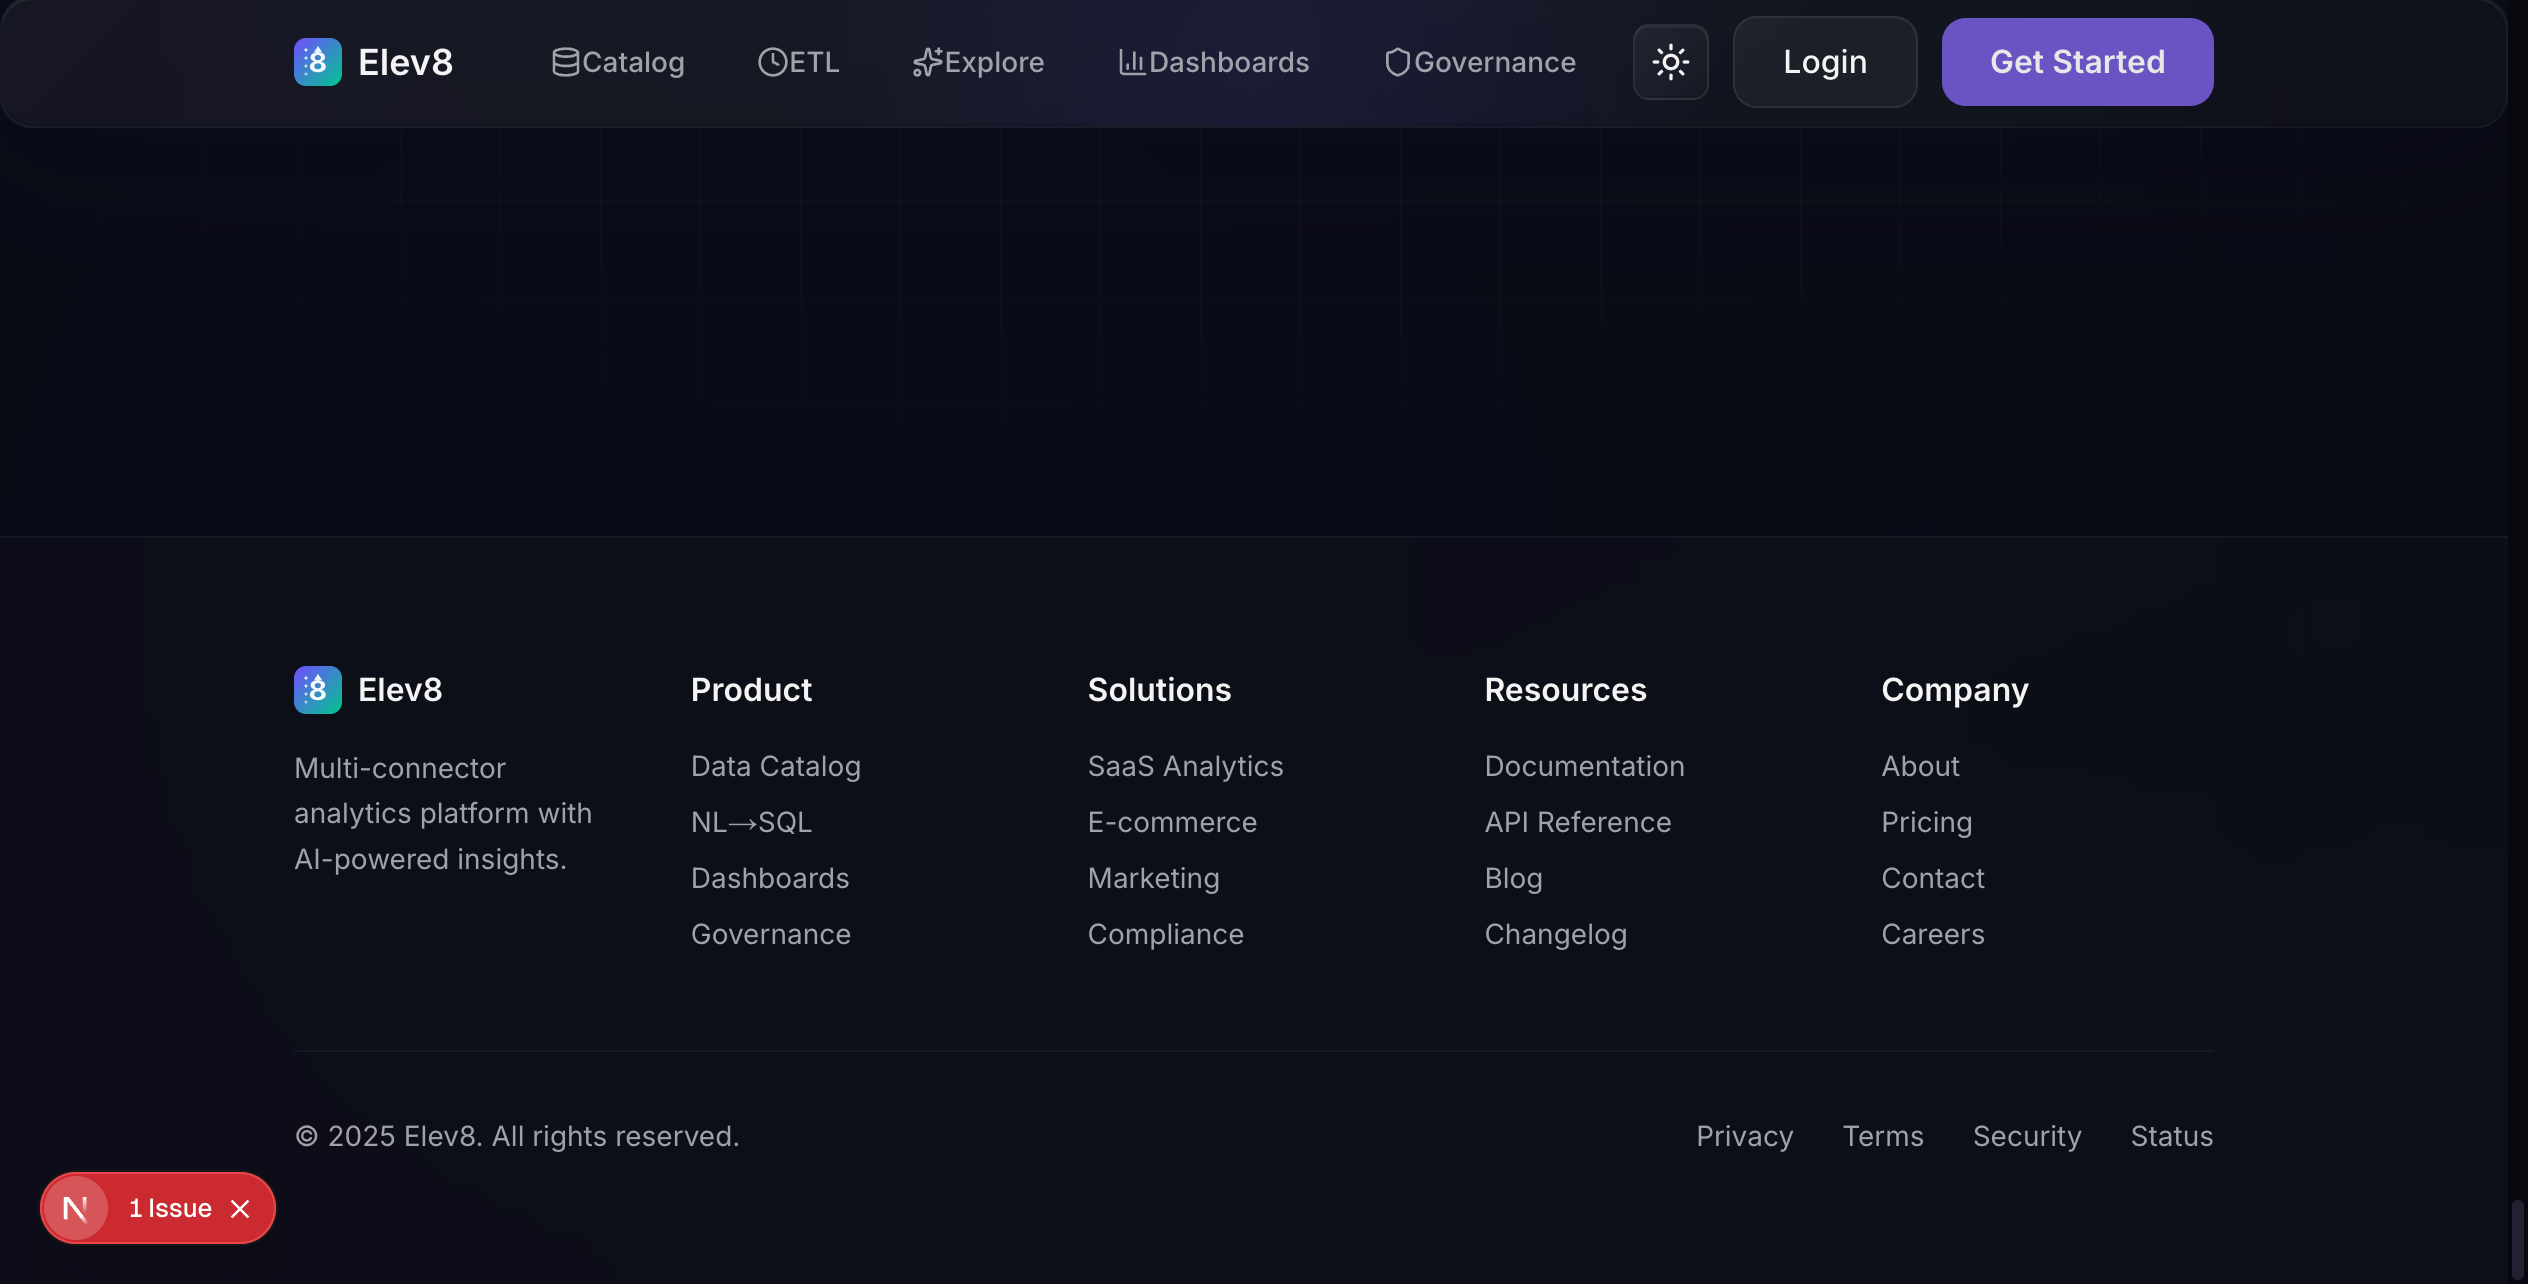 8 Elev8 Catalog ETL Explore Dashboards Governance Login Get Started
8 Elev8
Multi-connector
analytics platform with
AI-powered insights.
Product
Data Catalog
NL→SQL
Dashboards
Governance
Solutions
SaaS Analytics
E-commerce
Marketing
Compliance
Resources
Documentation
API Reference
Blog
Changelog
Company
About
Pricing
Contact
Careers
© 2025 Elev8. All rights reserved.
Privacy Terms Security Status
N 1 Issue